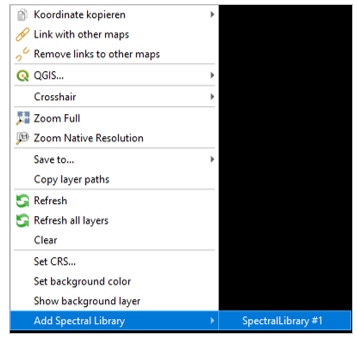 Koordinate kopieren
Link with other maps
Remove links to other maps
QGIS...
Crosshair
Zoom Full
Zoom Native Resolution
Save to...
Copy layer paths
Refresh
Refresh all layers
Clear
Set CRS...
Set background color
Show background layer
Add Spectral Library
SpectralLibrary #1